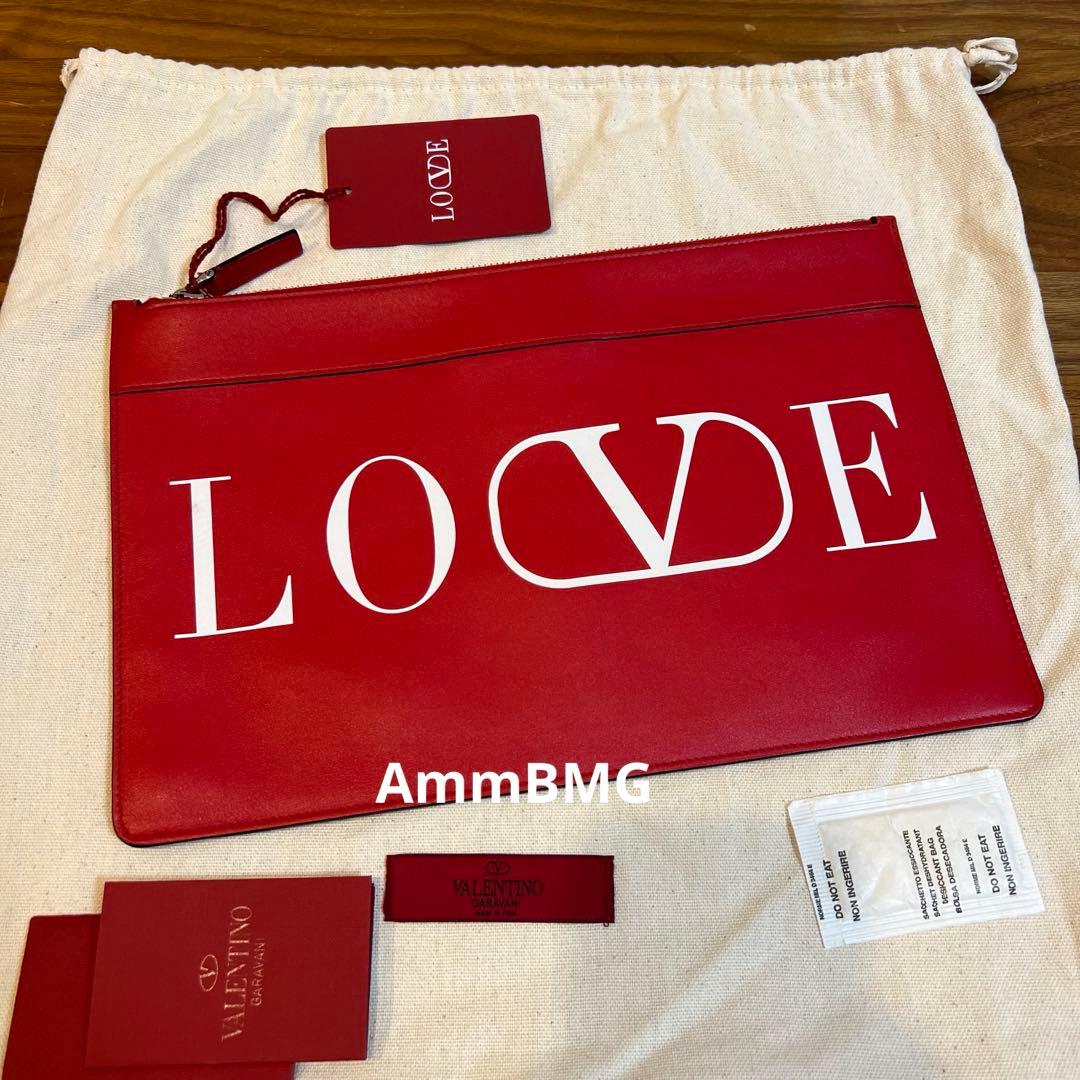 LOVE
LOVE
AmmBMG
VALENTINO
GARAVANI
MADE IN ITALY
VALENTINO
GARAVANI
DO NOT EAT
NON INGERIRE
SACCHETTO ESSICCANTE
SACHET DESHYDRATANT
DESICCANT BAG
BOLSA DESECADORA
DO NOT EAT
NON INGERIRE